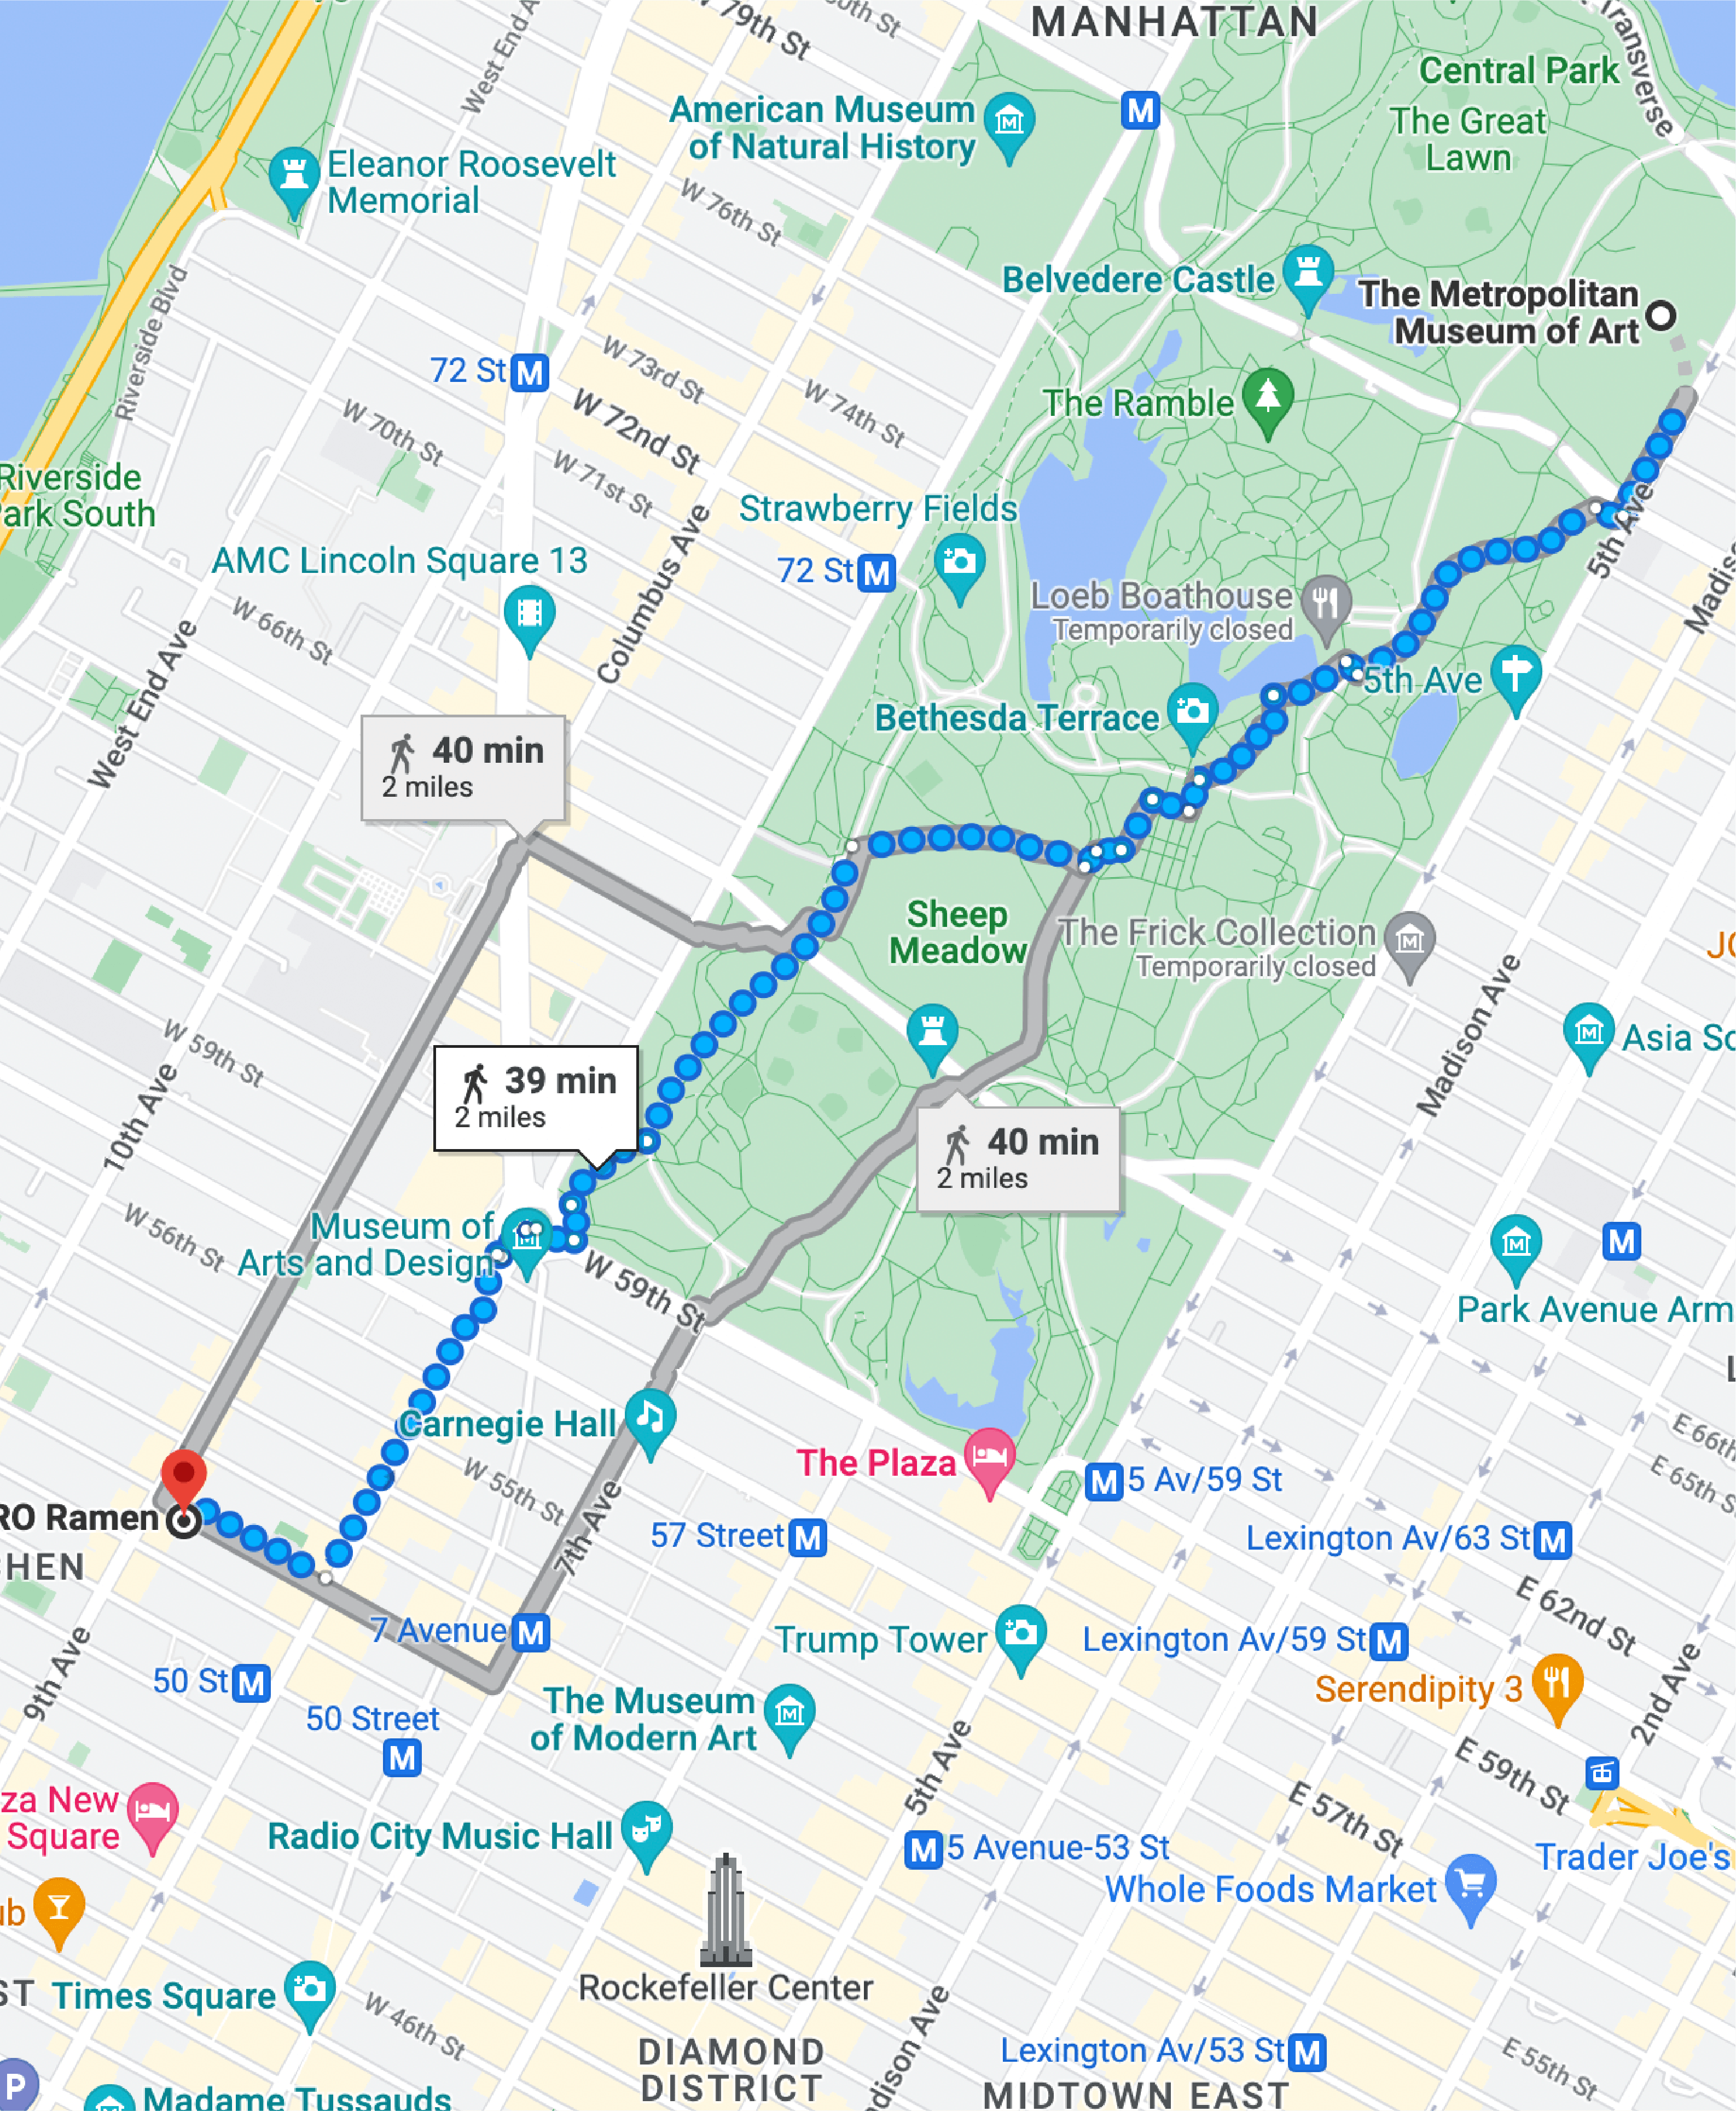 W 79th St
80th St
MANHATTAN
Transverse
West End A
Central Park
The Great
Lawn
American Museum
of Natural History
M
Eleanor Roosevelt
Memorial
W 76th St
Belvedere Castle
The Metropolitan
Museum of Art
Riverside Blvd
72 St M
W 73rd St
W 72nd St
W 74th St
The Ramble
W 70th St
W 71st St
Riverside
Park South
Strawberry Fields
5th Ave
AMC Lincoln Square 13
72 St M
Columbus Ave
Loeb Boathouse
Temporarily closed
W 66th St
Madis
West End Ave
5th Ave
Bethesda Terrace
40 min
2 miles
Sheep
Meadow
The Frick Collection
Temporarily closed
JO
Madison Ave
W 59th St
Asia So
10th Ave
39 min
2 miles
40 min
2 miles
W 56th St
Museum of
Arts and Design
W 59th St
M
Park Avenue Arm
L
Carnegie Hall
W 55th St
7th Ave
The Plaza
M 5 Av/59 St
E 66th
E 65th S
RO Ramen
HEN
57 Street M
Lexington Av/63 St M
E 62nd St
7 Avenue M
Trump Tower
Lexington Av/59 St M
9th Ave
50 St M
Serendipity 3
2nd Ave
50 Street
M
The Museum
of Modern Art
5th Ave
E 59th St
E 57th St
za New
Square
Radio City Music Hall
M 5 Avenue-53 St
Trader Joe's
Whole Foods Market
ub
Rockefeller Center
ST
Times Square
W 46th St
DIAMOND
DISTRICT
dison Ave
Lexington Av/53 St M
E 55th St
P
Madame Tussauds
MIDTOWN EAST